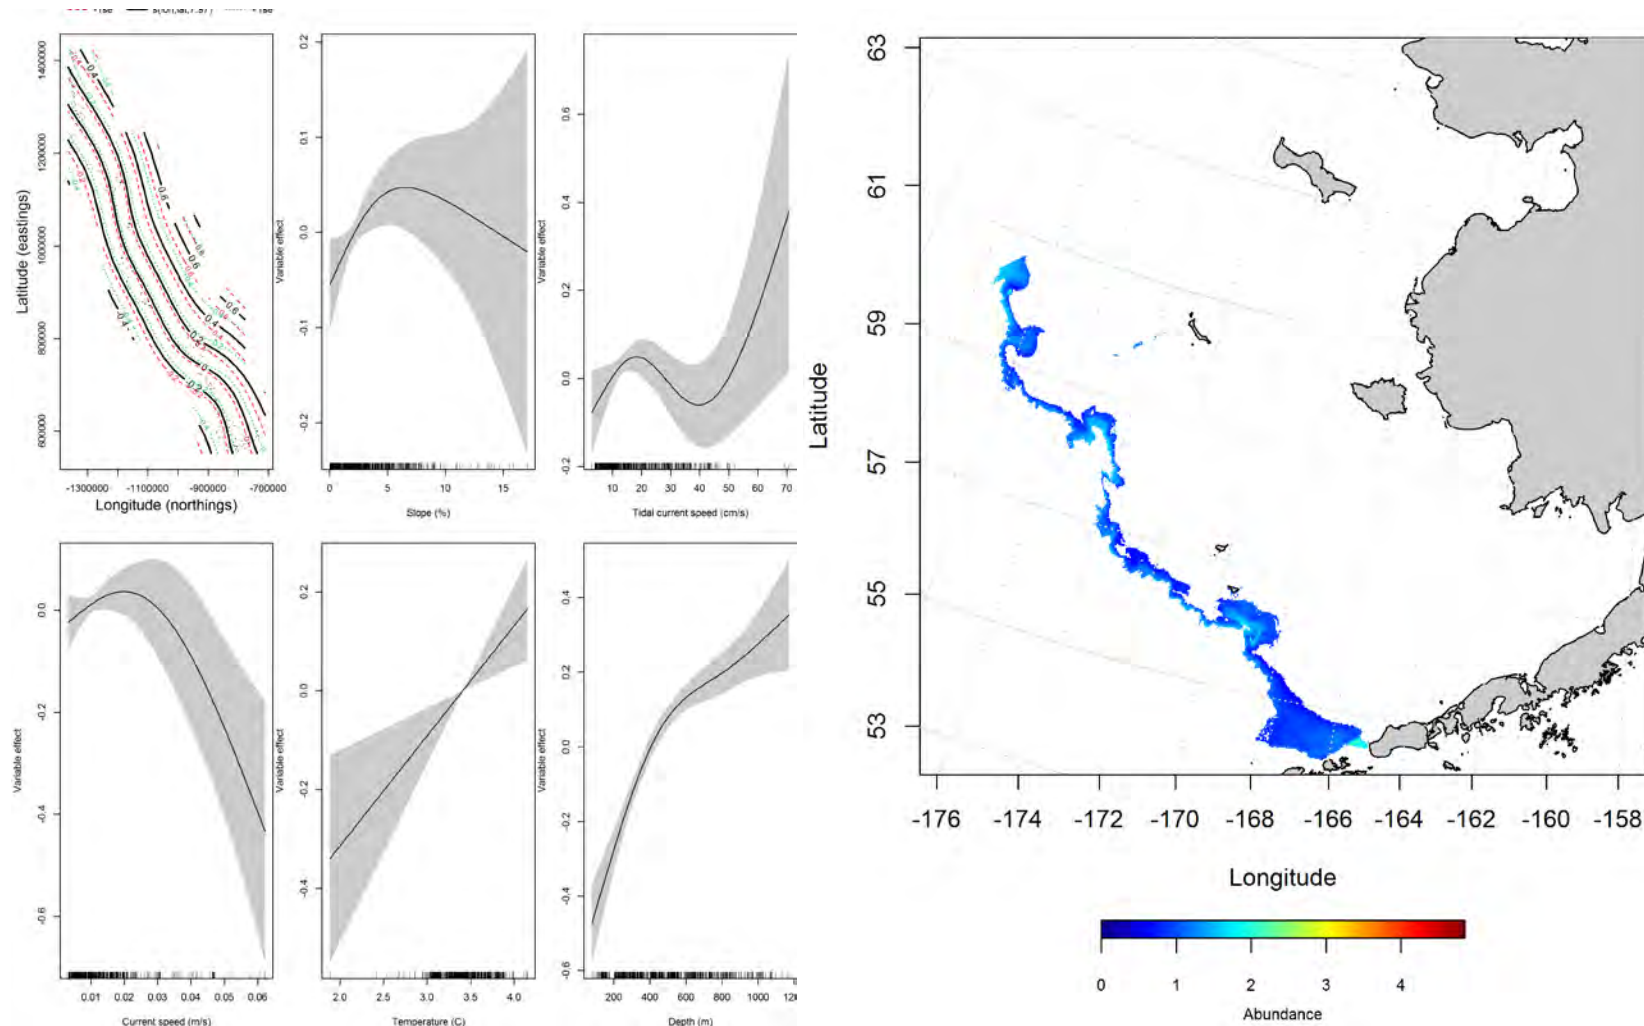 1400000
1200000
1000000
800000
600000
Latitude (eastings)
-1300000 -1100000 -900000 -700000
Longitude (northings)
0.2
0.1
0.0
-0.1
-0.2
Variable effect
0 5 10 15
Slope (%)
0.6
0.4
0.2
0.0
-0.2
Variable effect
10 20 30 40 50 60 70
Tidal current speed (cm/s)
0.0
-0.2
-0.4
-0.6
Variable effect
0.01 0.02 0.03 0.04 0.05 0.06
Current speed (m/s)
0.2
0.0
-0.2
-0.4
Variable effect
2.0 2.5 3.0 3.5 4.0
Temperature (C)
0.4
0.2
0.0
-0.2
-0.4
-0.6
Variable effect
200 400 600 800 1000
Depth (m)
63
61
59
57
55
53
Latitude
-176 -174 -172 -170 -168 -166 -164 -162 -160 -158
Longitude
0 1 2 3 4
Abundance